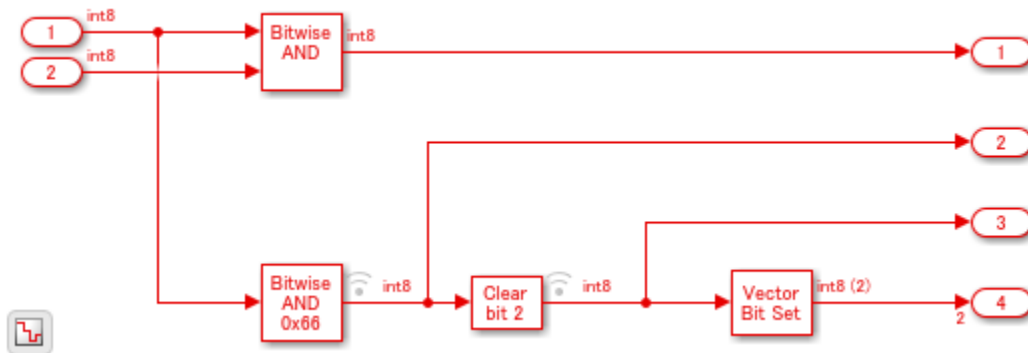 int8
1
int8
2
Bitwise
AND
int8
1
2
3
Bitwise
AND
0x66
int8
Clear
bit 2
int8
Vector
Bit Set
int8 (2)
2
4